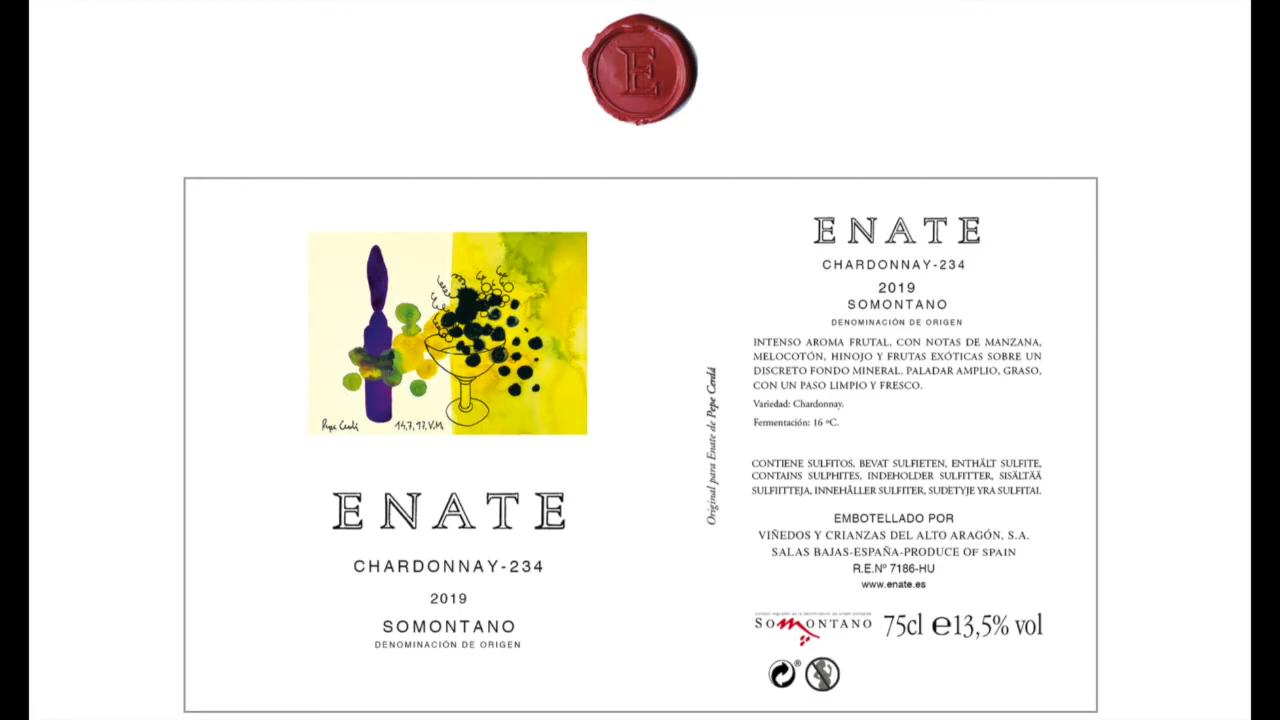 E
Pepe Cerdá 14,7,17, V.M
ENATE
CHARDONNAY-234
2019
SOMONTANO
DENOMINACIÓN DE ORIGEN
Original para Enate de Pepe Cerdá
ENATE
CHARDONNAY-234
2019
SOMONTANO
DENOMINACIÓN DE ORIGEN
INTENSO AROMA FRUTAL, CON NOTAS DE MANZANA,
MELOCOTÓN, HINOJO Y FRUTAS EXÓTICAS SOBRE UN
DISCRETO FONDO MINERAL. PALADAR AMPLIO, GRASO,
CON UN PASO LIMPIO Y FRESCO.
Variedad: Chardonnay.
Fermentación: 16 ºC.
CONTIENE SULFITOS, BEVAT SULFIETEN, ENTHÄLT SULFITE,
CONTAINS SULPHITES, INDEHOLDER SULFITTER, SISÄLTÄÄ
SULFIITTEJA, INNEHÅLLER SULFITER, SUDETYJE YRA SULFITAI.
EMBOTELLADO POR
VIÑEDOS Y CRIANZAS DEL ALTO ARAGÓN, S.A.
SALAS BAJAS-ESPAÑA-PRODUCE OF SPAIN
R.E.Nº 7186-HU
www.enate.es
SOMONTANO 75cl ℮13,5% vol
®